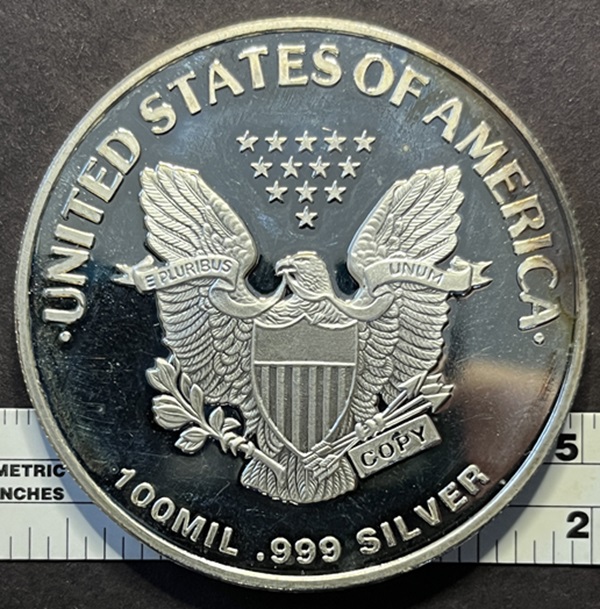 ·UNITED STATES OF AMERICA·
E PLURIBUS UNUM
COPY
100MIL .999 SILVER
METRIC 5
INCHES 2